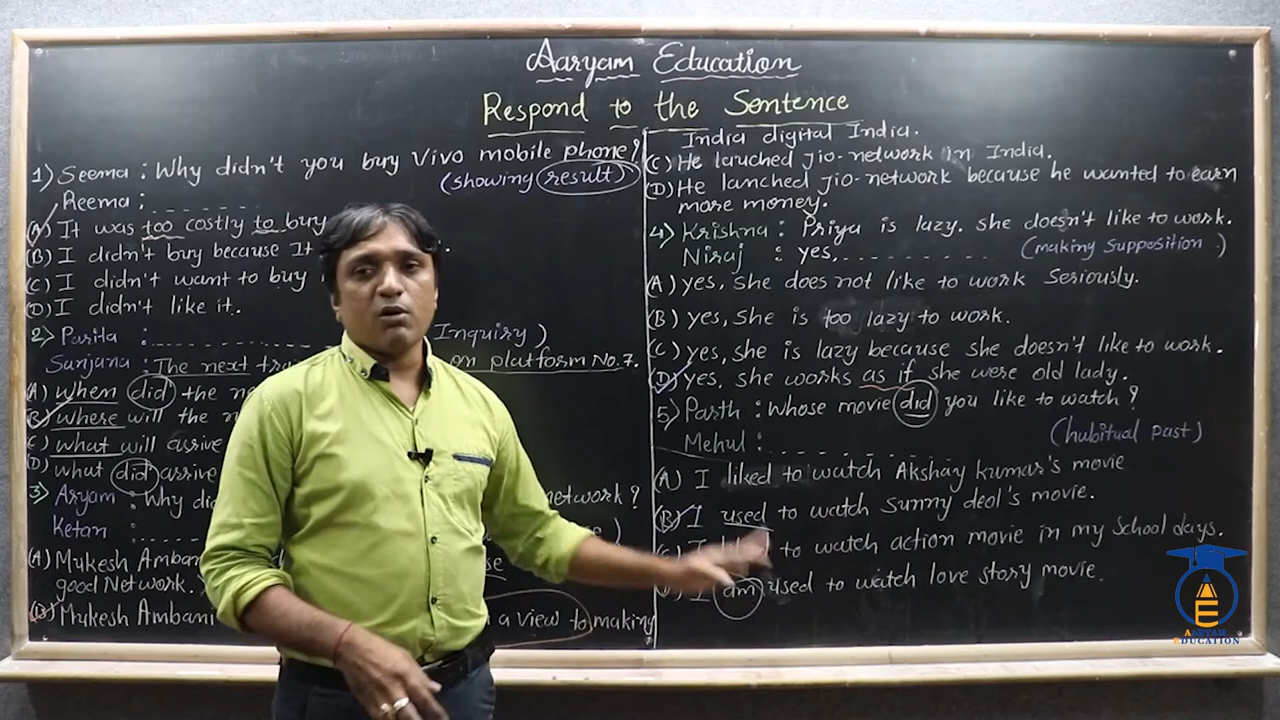 Aaryam Education
Respond to the Sentence
1) Seema : Why didn't you buy Vivo mobile phone?
(showing result)
Reema : - - - - - - - -
(A) It was too costly to buy
(B) I didn't buy because It
(C) I didn't want to buy
(D) I didn't like it.
2) Parita : - - - - - - - - Inquiry)
Sanjana : The next on platform No. 7.
(A) when did the
(B) where will the
(C) what will arrive
(D) what did arrive
3) Aryam : Why did network ?
Ketan : - - - - - )
(A) Mukesh Ambani
good Network.
(B) Mukesh Ambani a view to making
India digital India.
(C) He lauched Jio-network in India.
(D) He lanched Jio-network because he wanted to earn
more money.
4) Krishna : Priya is lazy. she doesn't like to work.
Niraj : yes, - - - - - - - - - - (making supposition.)
(A) yes, she does not like to work seriously.
(B) yes, she is too lazy to work.
(C) yes, she is lazy because she doesn't like to work.
(D) yes, she works as if she were old lady.
5) Parth : Whose movie did you like to watch ?
Mehul : - - - - - - - - - - (hubitual past)
(A) I liked to watch Akshay kumar's movie
(B) I used to watch Sunny deol's movie.
I to watch action movie in my School days.
I am used to watch love story movie.
AARYAM
EDUCATION